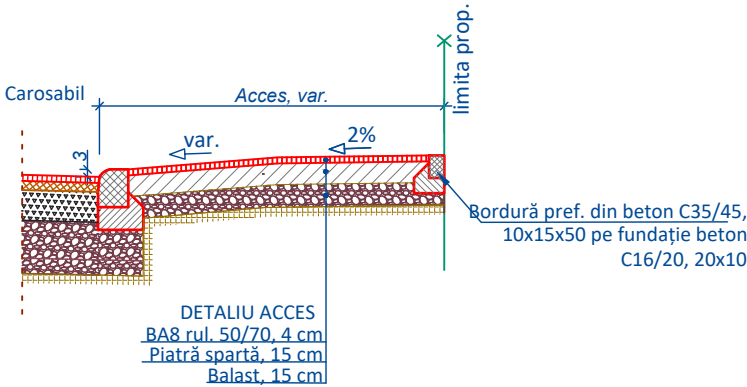 Carosabil
Acces, var.
limita prop.
3
var.
2%
Bordură pref. din beton C35/45,
10x15x50 pe fundație beton
C16/20, 20x10
DETALIU ACCES
BA8 rul. 50/70, 4 cm
Piatră spartă, 15 cm
Balast, 15 cm